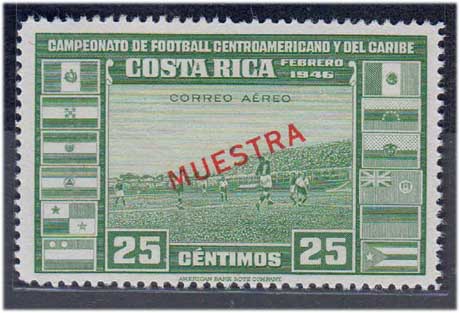 CAMPEONATO DE FOOTBALL CENTROAMERICANO Y DEL CARIBE
COSTA RICA FEBRERO 1946
CORREO AÉREO
MUESTRA
25 CÉNTIMOS 25
AMERICAN BANK NOTE COMPANY